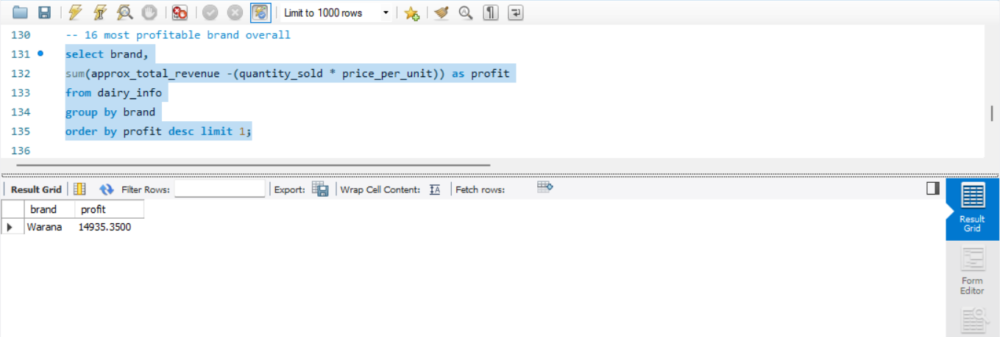 Limit to 1000 rows
130 -- 16 most profitable brand overall
131 select brand,
132 sum(approx_total_revenue -(quantity_sold * price_per_unit)) as profit
133 from dairy_info
134 group by brand
135 order by profit desc limit 1;
136
Result Grid Filter Rows: Export: Wrap Cell Content: Fetch rows:
brand profit
Warana 14935.3500
Result
Grid
Form
Editor